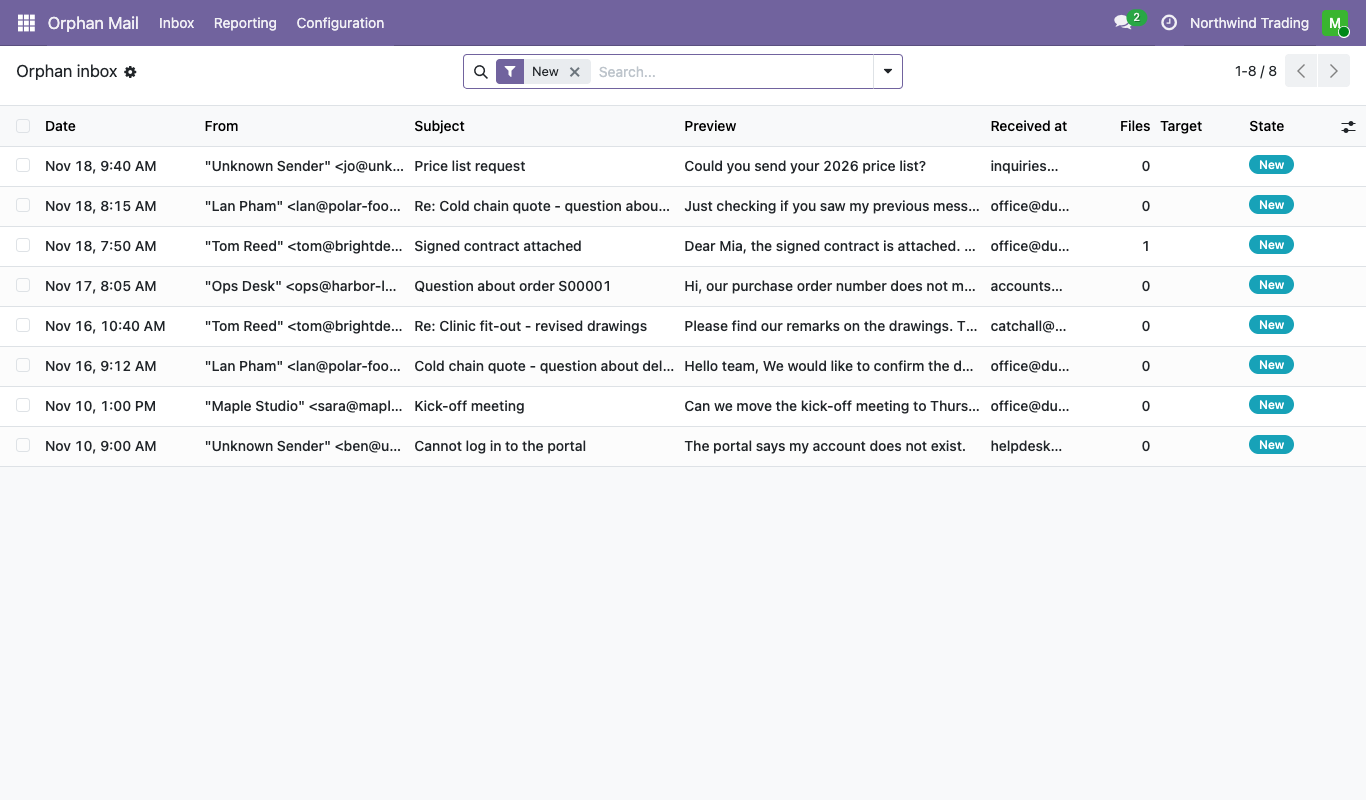 Orphan Mail Inbox Reporting Configuration 2 Northwind Trading M
Orphan inbox New Search... 1-8 / 8
Date From Subject Preview Received at Files Target State
Nov 18, 9:40 AM "Unknown Sender" <jo@unk... Price list request Could you send your 2026 price list? inquiries... 0 New
Nov 18, 8:15 AM "Lan Pham" <lan@polar-foo... Re: Cold chain quote - question abou... Just checking if you saw my previous mess... office@du... 0 New
Nov 18, 7:50 AM "Tom Reed" <tom@brightde... Signed contract attached Dear Mia, the signed contract is attached. ... office@du... 1 New
Nov 17, 8:05 AM "Ops Desk" <ops@harbor-l... Question about order S00001 Hi, our purchase order number does not m... accounts... 0 New
Nov 16, 10:40 AM "Tom Reed" <tom@brightde... Re: Clinic fit-out - revised drawings Please find our remarks on the drawings. T... catchall@... 0 New
Nov 16, 9:12 AM "Lan Pham" <lan@polar-foo... Cold chain quote - question about del... Hello team, We would like to confirm the d... office@du... 0 New
Nov 10, 1:00 PM "Maple Studio" <sara@mapl... Kick-off meeting Can we move the kick-off meeting to Thurs... office@du... 0 New
Nov 10, 9:00 AM "Unknown Sender" <ben@u... Cannot log in to the portal The portal says my account does not exist. helpdesk... 0 New